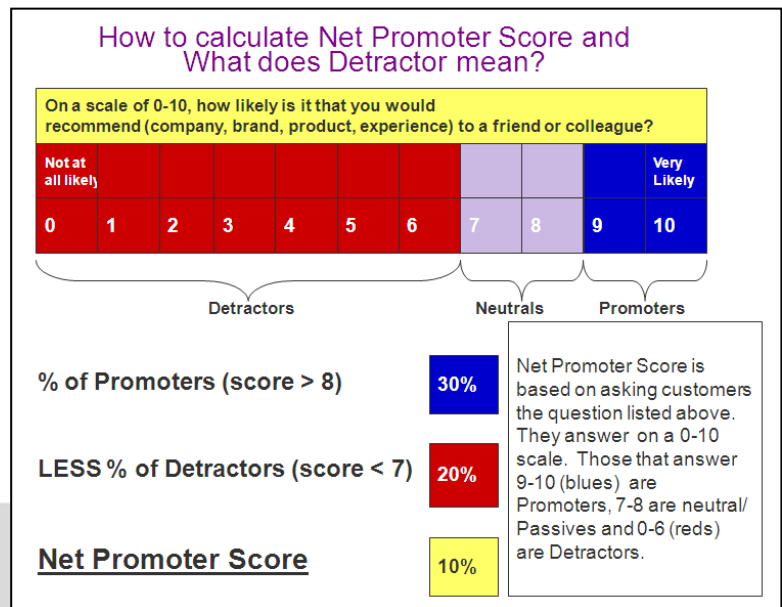 How to calculate Net Promoter Score and
What does Detractor mean?
On a scale of 0-10, how likely is it that you would
recommend (company, brand, product, experience) to a friend or colleague?
Not at
all likely
Very
Likely
0 1 2 3 4 5 6 7 8 9 10
Detractors Neutrals Promoters
% of Promoters (score > 8) 30%
LESS % of Detractors (score < 7) 20%
Net Promoter Score 10%
Net Promoter Score is
based on asking customers
the question listed above.
They answer on a 0-10
scale. Those that answer
9-10 (blues) are
Promoters, 7-8 are neutral/
Passives and 0-6 (reds)
are Detractors.